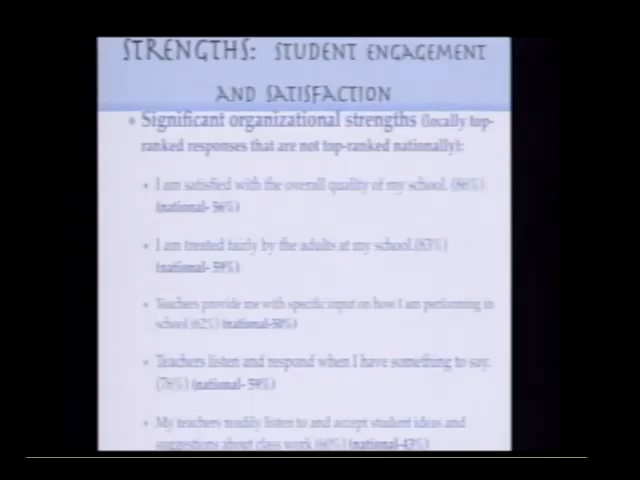 STRENGTHS: STUDENT ENGAGEMENT
AND SATISFACTION
• Significant organizational strengths (locally top-
ranked responses that are not top-ranked nationally):
• I am satisfied with the overall quality of my school. (86%)
(national- 56%)
• I am treated fairly by the adults at my school.(83%)
(national- 59%)
• Teachers provide me with specific input on how I am performing in
school (62%) (national-50%)
• Teachers listen and respond when I have something to say.
(76%) (national- 59%)
• My teachers readily listen to and accept student ideas and
suggestions about class work (60%) (national-43%)